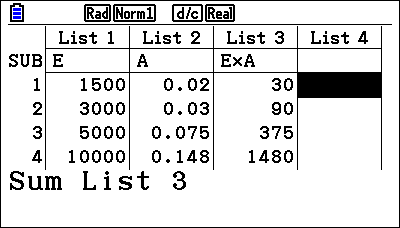 Rad Norm1 d/c Real
List 1 List 2 List 3 List 4
SUB E A E×A
1 1500 0.02 30
2 3000 0.03 90
3 5000 0.075 375
4 10000 0.148 1480
Sum List 3